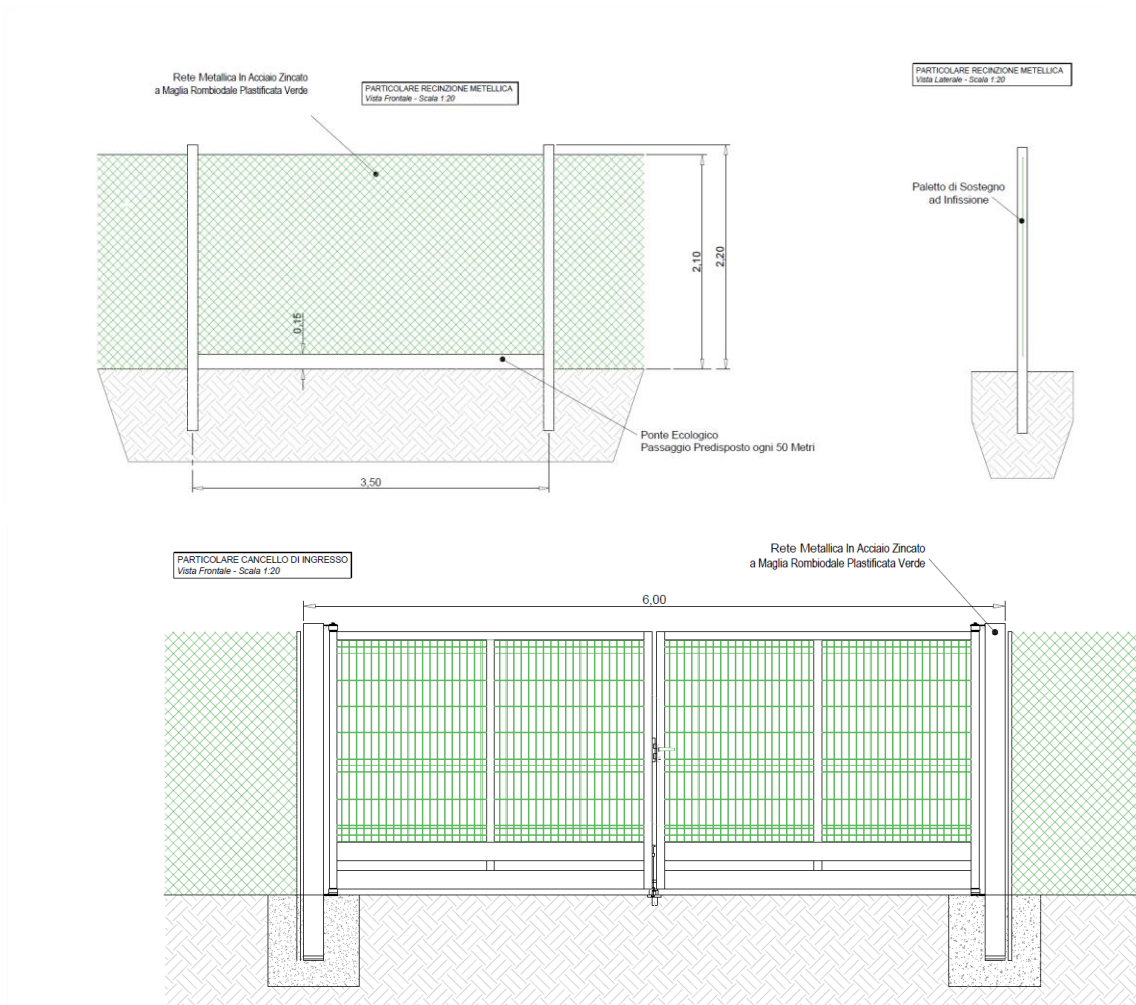 Rete Metallica In Acciaio Zincato
a Maglia Rombiodale Plastificata Verde
PARTICOLARE RECINZIONE METELLICA
Vista Frontale - Scala 1:20
PARTICOLARE RECINZIONE METELLICA
Vista Laterale - Scala 1:20
Paletto di Sostegno
ad Infissione
2,10
2,20
0,15
Ponte Ecologico
Passaggio Predisposto ogni 50 Metri
3,50
PARTICOLARE CANCELLO DI INGRESSO
Vista Frontale - Scala 1:20
Rete Metallica In Acciaio Zincato
a Maglia Rombiodale Plastificata Verde
6,00